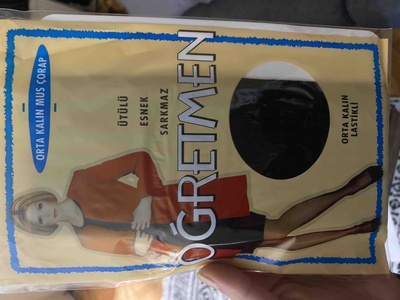 ORTA KALIN MUS ÇORAP
ÜTÜLÜ
ESNEK
SARKMAZ
ÖĞRETMEN
ORTA KALIN
LASTİKLİ